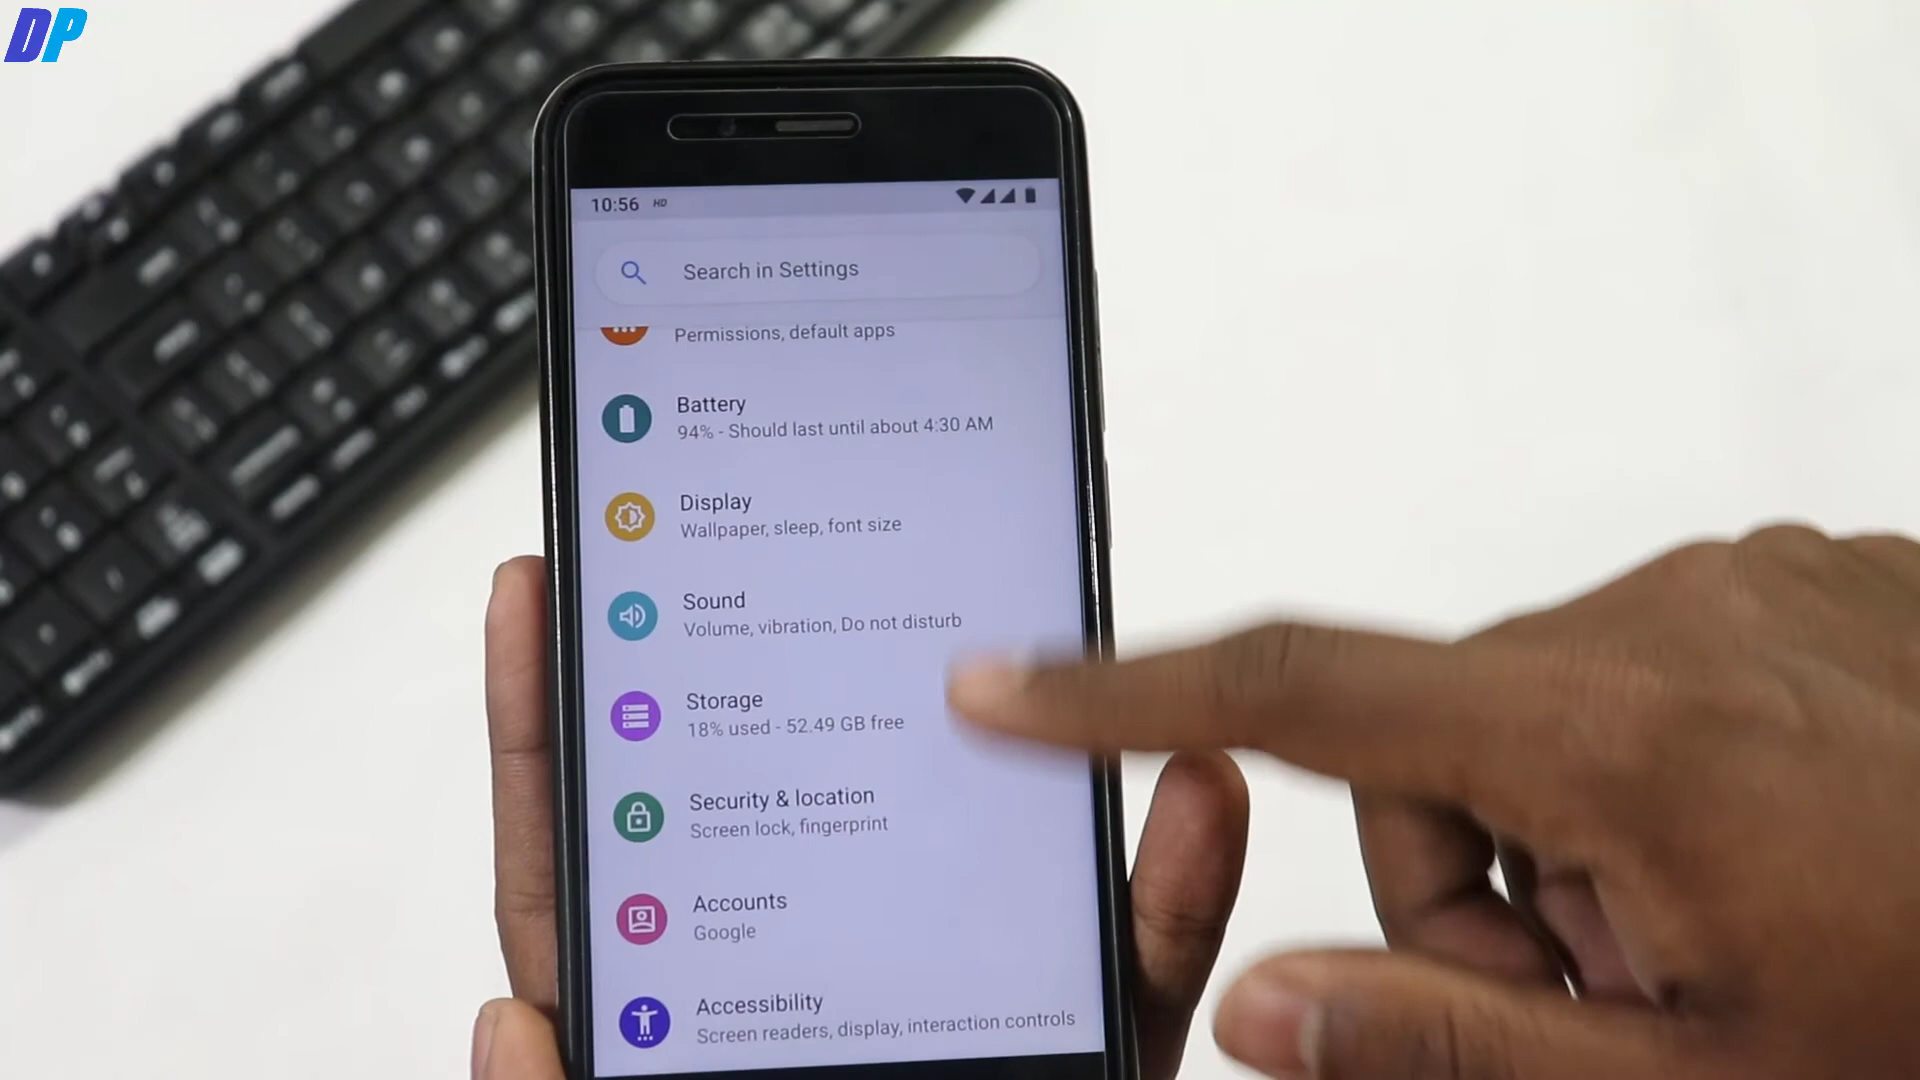 DP
10:56 HD
Search in Settings
Permissions, default apps
Battery
94% - Should last until about 4:30 AM
Display
Wallpaper, sleep, font size
Sound
Volume, vibration, Do not disturb
Storage
18% used - 52.49 GB free
Security & location
Screen lock, fingerprint
Accounts
Google
Accessibility
Screen readers, display, interaction controls